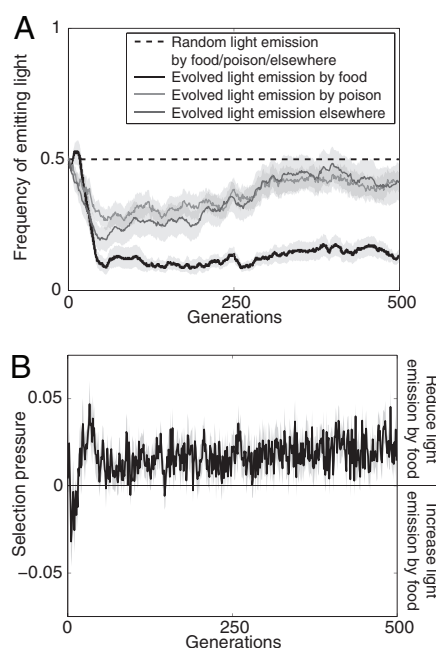 A
Frequency of emitting light
1
0.5
0
Random light emission
by food/poison/elsewhere
Evolved light emission by food
Evolved light emission by poison
Evolved light emission elsewhere
0
250
500
Generations
B
Selection pressure
0.05
0
-0.05
Reduce light
emission by food
Increase light
emission by food
0
250
500
Generations